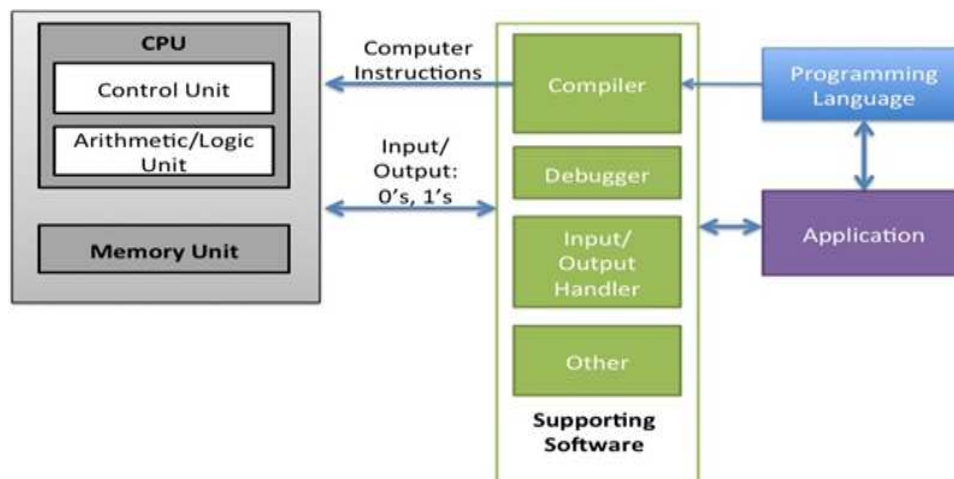 CPU
Control Unit
Arithmetic/Logic
Unit
Memory Unit
Computer
Instructions
Input/
Output:
0's, 1's
Compiler
Debugger
Input/
Output
Handler
Other
Supporting
Software
Programming
Language
Application